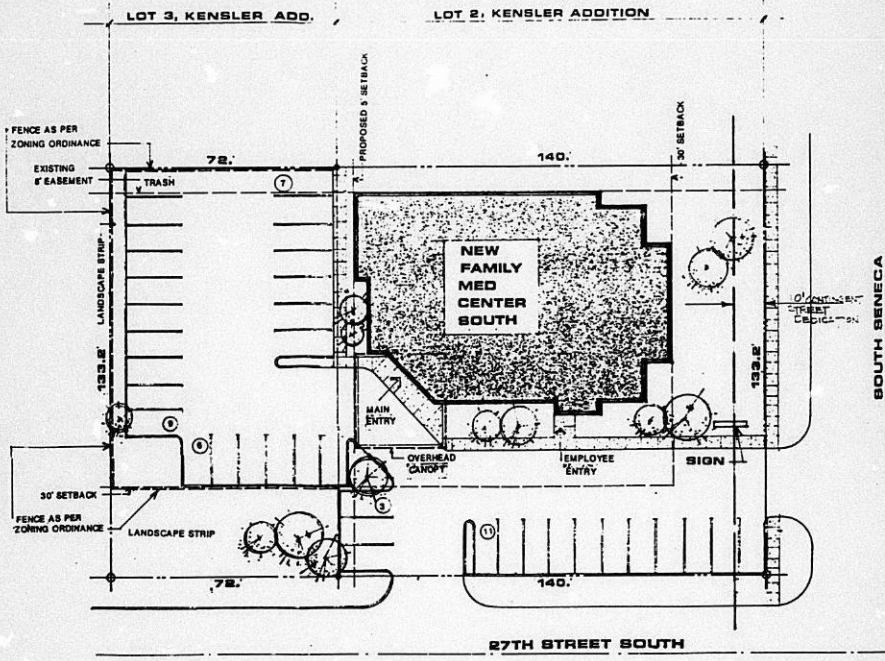 LOT 3, KENSLER ADD.
LOT 2, KENSLER ADDITION
PROPOSED 5' SETBACK
30' SETBACK
FENCE AS PER
ZONING ORDINANCE
72.'
140.'
EXISTING
8' EASEMENT
TRASH
7
LANDSCAPE STRIP
NEW
FAMILY
MED
CENTER
SOUTH
10' CONTINGENT
STREET
DEDICATION
SOUTH SENECA
133.2'
133.2'
MAIN
ENTRY
9
6
OVERHEAD
CANOPY
EMPLOYEE
ENTRY
SIGN
30' SETBACK
3
FENCE AS PER
ZONING ORDINANCE
LANDSCAPE STRIP
11
72.'
140.'
27TH STREET SOUTH